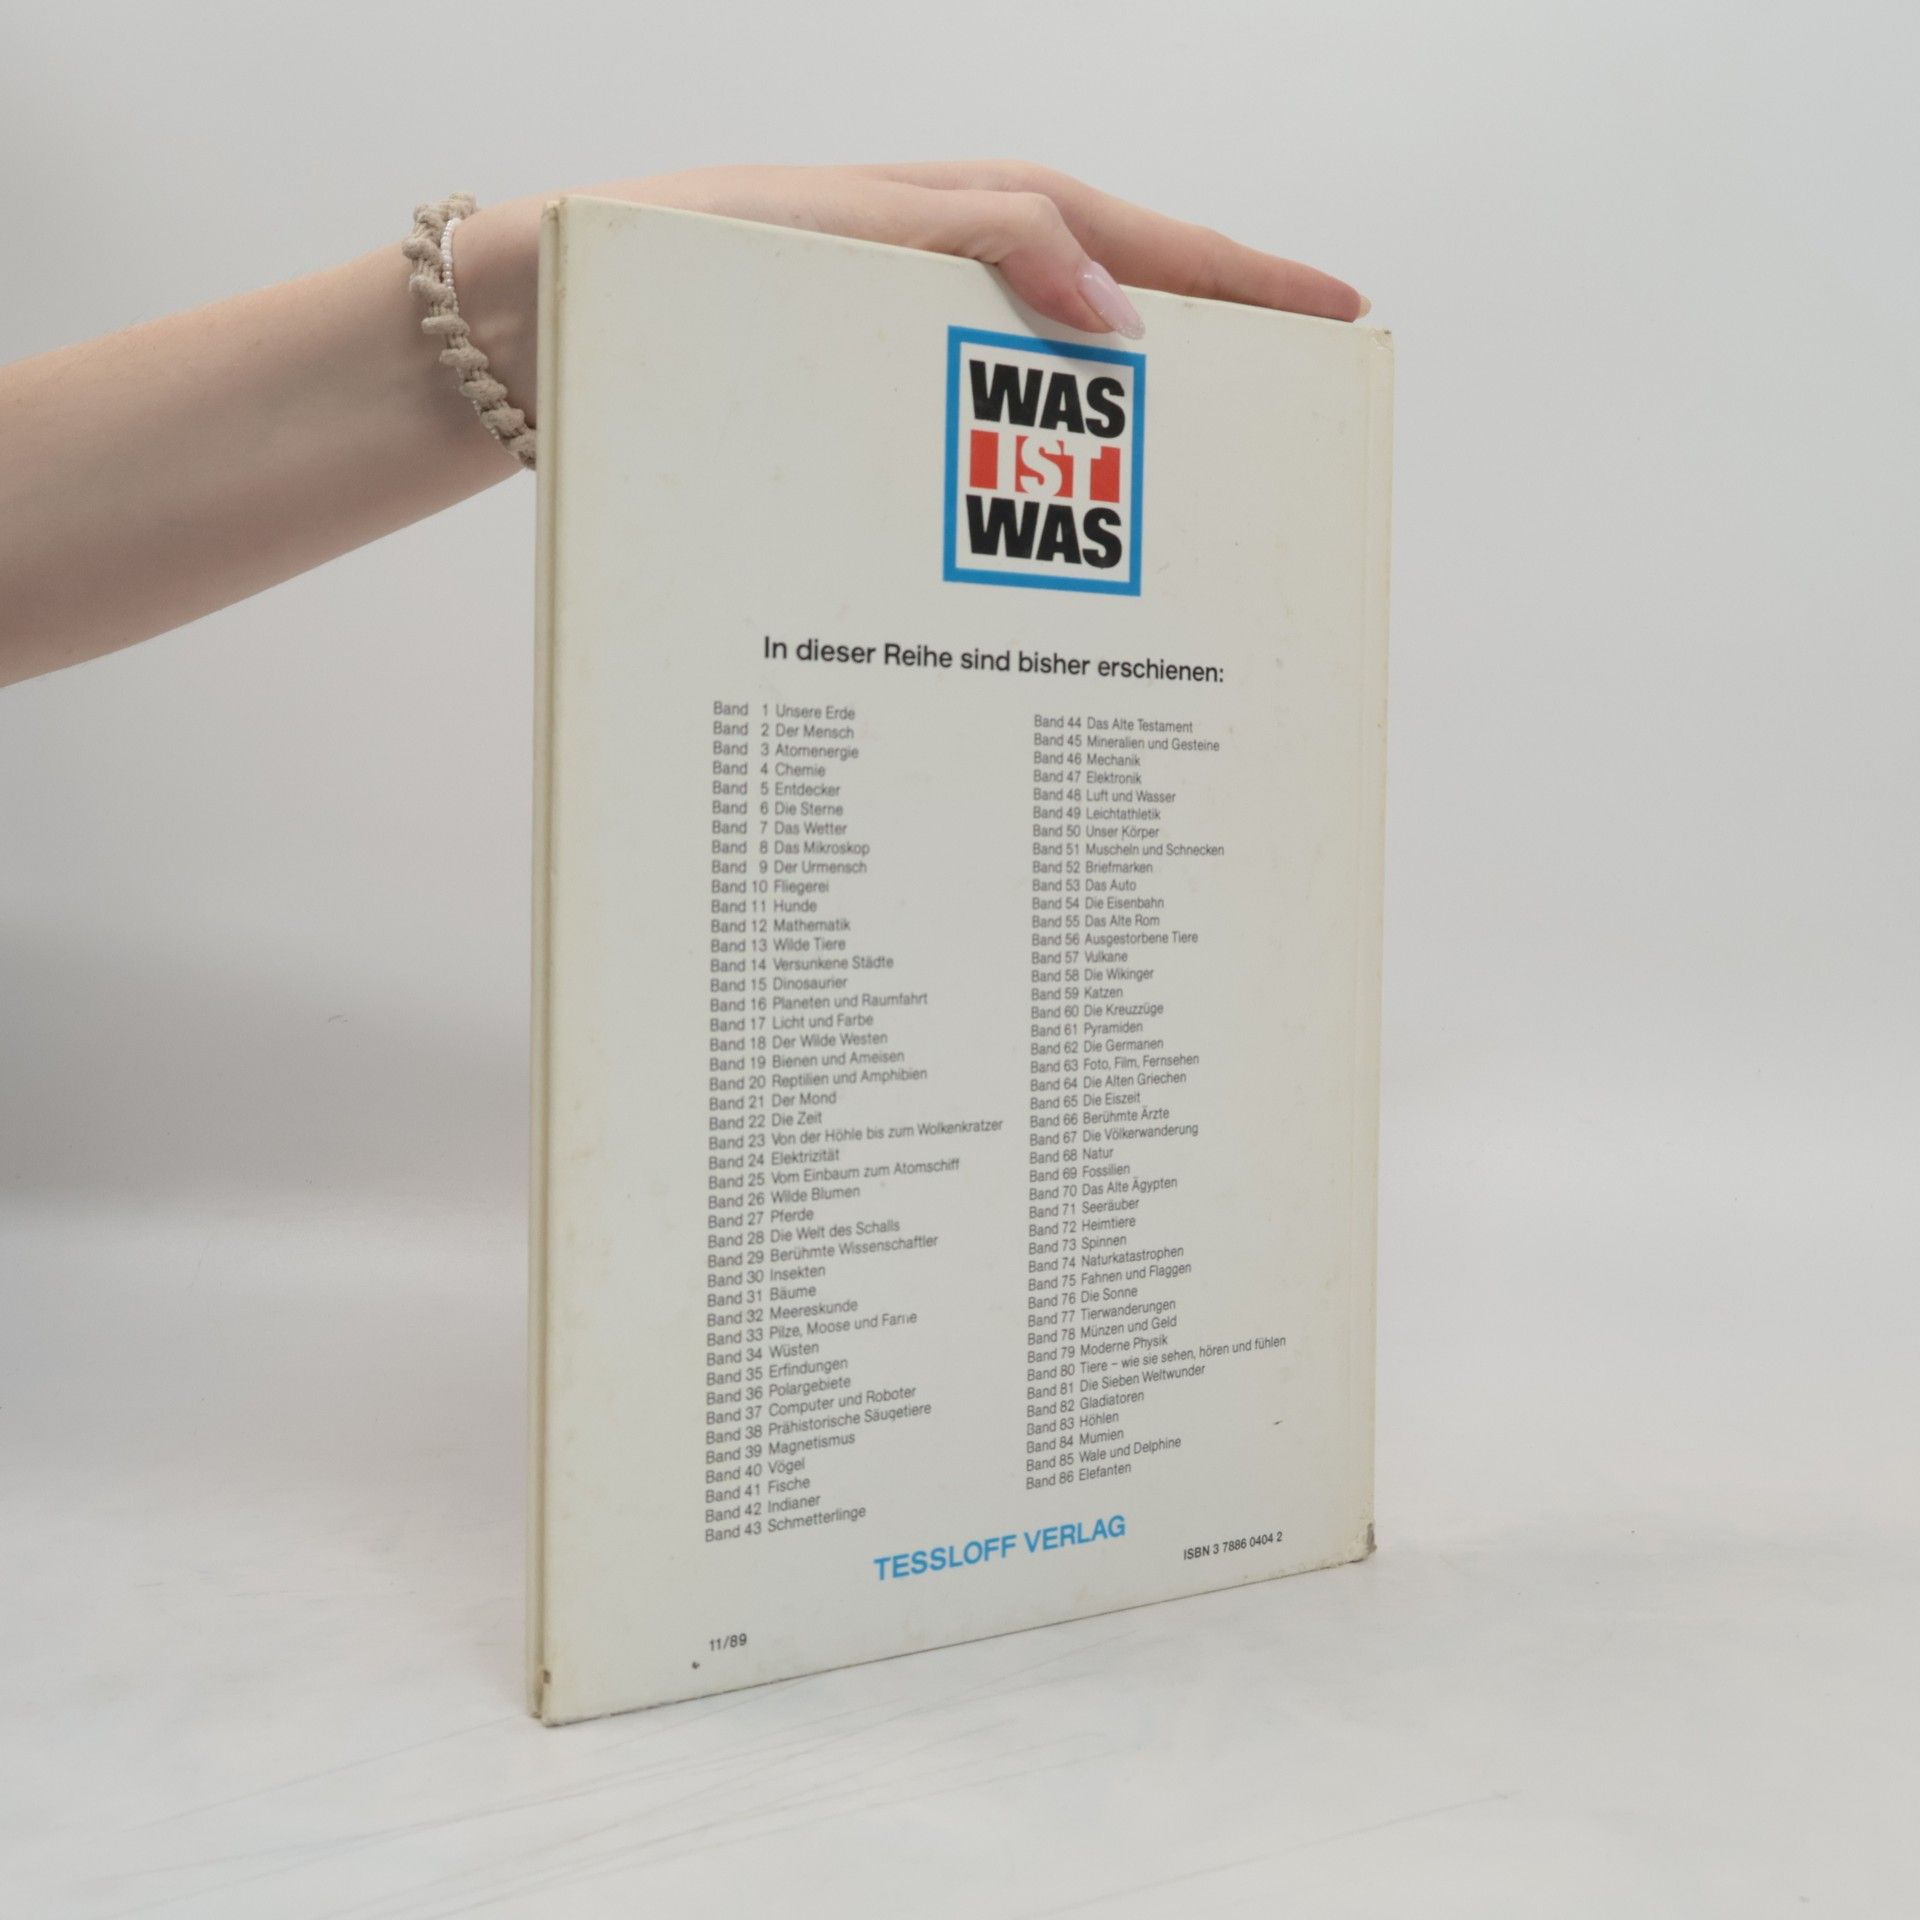 WAS
IST
WAS
In dieser Reihe sind bisher erschienen:
Band 1 Unsere Erde
Band 2 Der Mensch
Band 3 Atomenergie
Band 4 Chemie
Band 5 Entdecker
Band 6 Die Sterne
Band 7 Das Wetter
Band 8 Das Mikroskop
Band 9 Der Urmensch
Band 10 Fliegerei
Band 11 Hunde
Band 12 Mathematik
Band 13 Wilde Tiere
Band 14 Versunkene Städte
Band 15 Dinosaurier
Band 16 Planeten und Raumfahrt
Band 17 Licht und Farbe
Band 18 Der Wilde Westen
Band 19 Bienen und Ameisen
Band 20 Reptilien und Amphibien
Band 21 Der Mond
Band 22 Die Zeit
Band 23 Von der Höhle bis zum Wolkenkratzer
Band 24 Elektrizität
Band 25 Vom Einbaum zum Atomschiff
Band 26 Wilde Blumen
Band 27 Pferde
Band 28 Die Welt des Schalls
Band 29 Berühmte Wissenschaftler
Band 30 Insekten
Band 31 Bäume
Band 32 Meereskunde
Band 33 Pilze, Moose und Farne
Band 34 Wüsten
Band 35 Erfindungen
Band 36 Polargebiete
Band 37 Computer und Roboter
Band 38 Prähistorische Säugetiere
Band 39 Magnetismus
Band 40 Vögel
Band 41 Fische
Band 42 Indianer
Band 43 Schmetterlinge
Band 44 Das Alte Testament
Band 45 Mineralien und Gesteine
Band 46 Mechanik
Band 47 Elektronik
Band 48 Luft und Wasser
Band 49 Leichtathletik
Band 50 Unser Körper
Band 51 Muscheln und Schnecken
Band 52 Briefmarken
Band 53 Das Auto
Band 54 Die Eisenbahn
Band 55 Das Alte Rom
Band 56 Ausgestorbene Tiere
Band 57 Vulkane
Band 58 Die Wikinger
Band 59 Katzen
Band 60 Die Kreuzzüge
Band 61 Pyramiden
Band 62 Die Germanen
Band 63 Foto, Film, Fernsehen
Band 64 Die Alten Griechen
Band 65 Die Eiszeit
Band 66 Berühmte Ärzte
Band 67 Die Völkerwanderung
Band 68 Natur
Band 69 Fossilien
Band 70 Das Alte Ägypten
Band 71 Seeräuber
Band 72 Heimtiere
Band 73 Spinnen
Band 74 Naturkatastrophen
Band 75 Fahnen und Flaggen
Band 76 Die Sonne
Band 77 Tierwanderungen
Band 78 Münzen und Geld
Band 79 Moderne Physik
Band 80 Tiere – wie sie sehen, hören und fühlen
Band 81 Die Sieben Weltwunder
Band 82 Gladiatoren
Band 83 Höhlen
Band 84 Mumien
Band 85 Wale und Delphine
Band 86 Elefanten
TESSLOFF VERLAG
ISBN 3 7886 0404 2
11/89